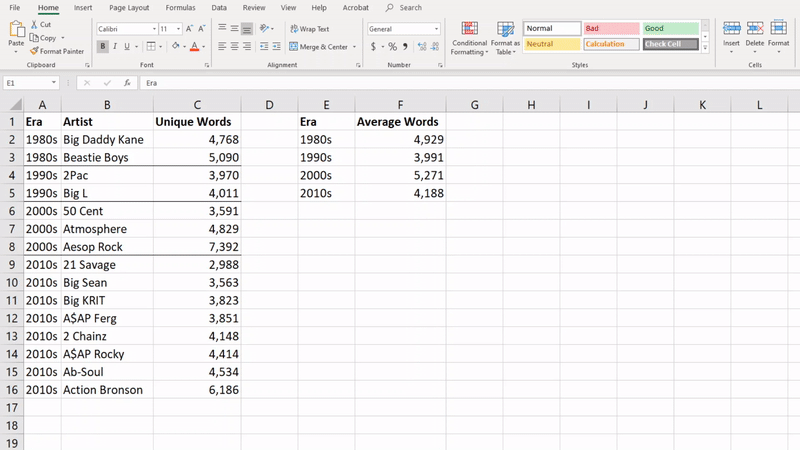 File Home Insert Page Layout Formulas Data Review View Help Acrobat Search
Paste
Cut
Copy
Format Painter
Clipboard
Calibri 11
B I U
Font
Wrap Text
Merge & Center
Alignment
General
$ % 9
Number
Conditional Formatting
Format as Table
Normal Bad Good
Neutral Calculation Check Cell
Styles
Insert Delete Format
Cells
E1 fx Era
A B C D E F G H I J K L
1 Era Artist Unique Words Era Average Words
2 1980s Big Daddy Kane 4,768 1980s 4,929
3 1980s Beastie Boys 5,090 1990s 3,991
4 1990s 2Pac 3,970 2000s 5,271
5 1990s Big L 4,011 2010s 4,188
6 2000s 50 Cent 3,591
7 2000s Atmosphere 4,829
8 2000s Aesop Rock 7,392
9 2010s 21 Savage 2,988
10 2010s Big Sean 3,563
11 2010s Big KRIT 3,823
12 2010s A$AP Ferg 3,851
13 2010s 2 Chainz 4,148
14 2010s A$AP Rocky 4,414
15 2010s Ab-Soul 4,534
16 2010s Action Bronson 6,186
17
18
19